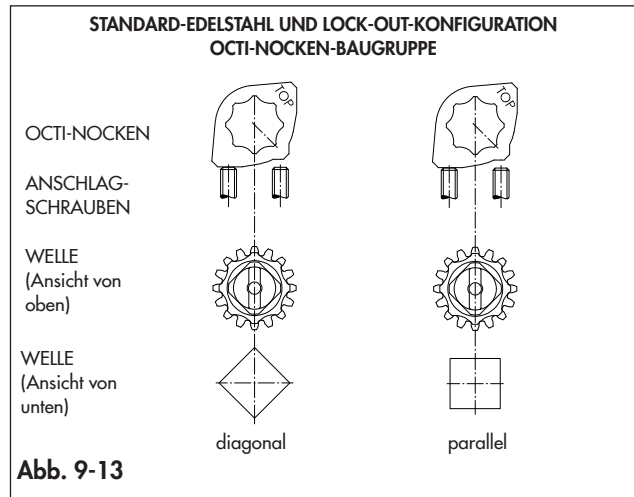 STANDARD-EDELSTAHL UND LOCK-OUT-KONFIGURATION
OCTI-NOCKEN-BAUGRUPPE
TOP
TOP
OCTI-NOCKEN
ANSCHLAG-
SCHRAUBEN
WELLE
(Ansicht von
oben)
WELLE
(Ansicht von
unten)
diagonal
parallel
Abb. 9-13